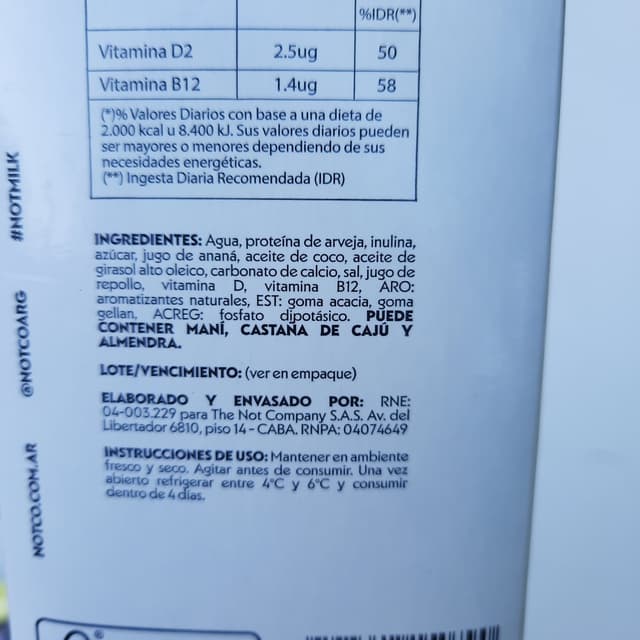 %IDR(**)
Vitamina D2 2.5ug 50
Vitamina B12 1.4ug 58
(*)% Valores Diarios con base a una dieta de
2.000 kcal u 8.400 kJ. Sus valores diarios pueden
ser mayores o menores dependiendo de sus
necesidades energéticas.
(**) Ingesta Diaria Recomendada (IDR)
INGREDIENTES: Agua, proteína de arveja, inulina,
azúcar, jugo de ananá, aceite de coco, aceite de
girasol alto oleico, carbonato de calcio, sal, jugo de
repollo, vitamina D, vitamina B12, ARO:
aromatizantes naturales, EST: goma acacia, goma
gellan, ACREG: fosfato dipotásico. PUEDE
CONTENER MANÍ, CASTAÑA DE CAJÚ Y
ALMENDRA.
LOTE/VENCIMIENTO: (ver en empaque)
ELABORADO Y ENVASADO POR: RNE:
04-003.229 para The Not Company S.A.S. Av. del
Libertador 6810, piso 14 - CABA. RNPA: 04074649
INSTRUCCIONES DE USO: Mantener en ambiente
fresco y seco. Agitar antes de consumir. Una vez
abierto refrigerar entre 4°C y 6°C y consumir
dentro de 4 días.
#NOTMILK
@NOTCOARG
NOTCO.COM.AR